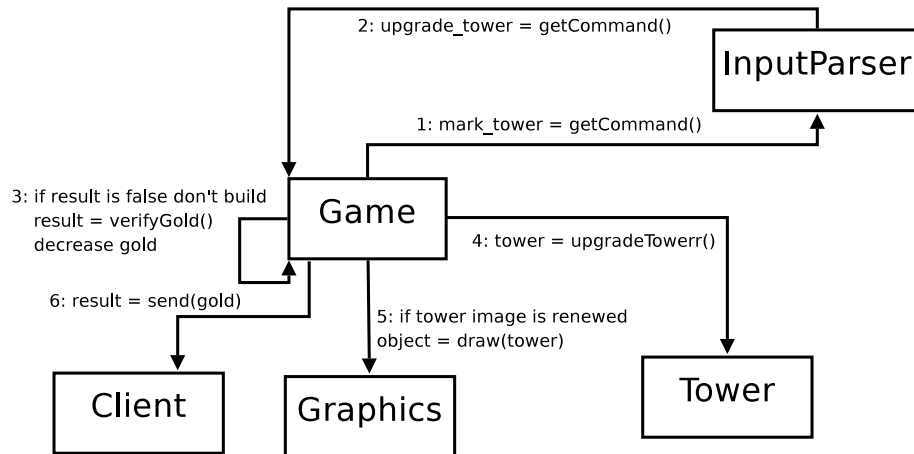 2: upgrade_tower = getCommand()
InputParser
1: mark_tower = getCommand()
3: if result is false don't build
result = verifyGold()
decrease gold
Game
4: tower = upgradeTowerr()
6: result = send(gold)
5: if tower image is renewed
object = draw(tower)
Client
Graphics
Tower